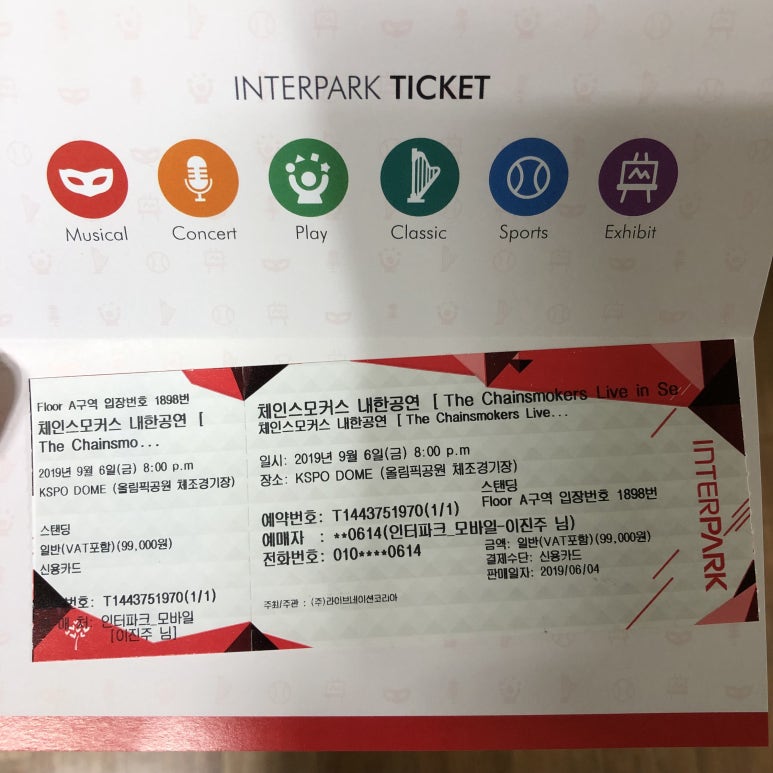 INTERPARK TICKET
Musical
Concert
Play
Classic
Sports
Exhibit
Floor A구역 입장번호 1898번
체인스모커스 내한공연 [
The Chainsmo...
2019년 9월 6일(금) 8:00 p.m
KSPO DOME (올림픽공원 체조경기장)
스탠딩
일반(VAT포함)(99,000원)
신용카드
번호: T1443751970(1/1)
매 처: 인터파크_모바일
[이진주 님]
체인스모커스 내한공연 [ The Chainsmokers Live in Se
체인스모커스 내한공연 [ The Chainsmokers Live...
일시: 2019년 9월 6일(금) 8:00 p.m
장소: KSPO DOME (올림픽공원 체조경기장)
스탠딩
Floor A구역 입장번호 1898번
예약번호: T1443751970(1/1)
예매자 : **0614(인터파크_모바일-이진주 님)
전화번호: 010****0614
금액: 일반(VAT포함)(99,000원)
결제수단: 신용카드
판매일자: 2019/06/04
주최/주관 : (주)라이브네이션코리아
INTERPARK